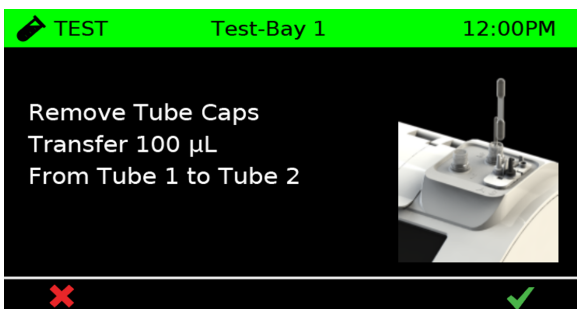 TEST Test-Bay 1 12:00PM
Remove Tube Caps
Transfer 100 µL
From Tube 1 to Tube 2